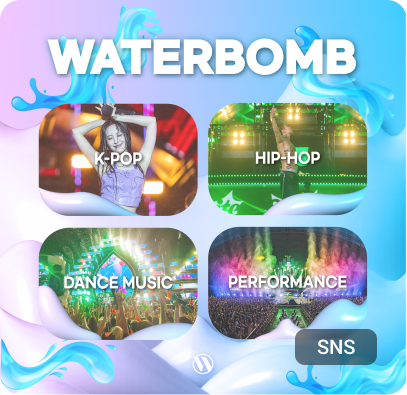 WATERBOMB
K-POP
HIP-HOP
DANCE MUSIC
PERFORMANCE
SNS
W